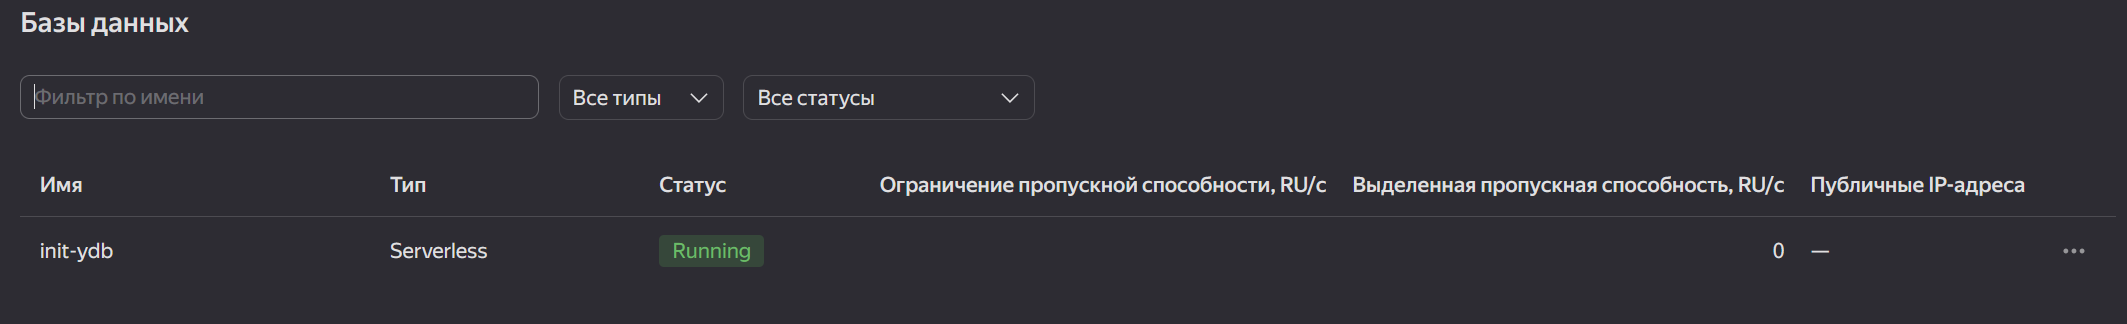 Базы данных
Фильтр по имени Все типы Все статусы
Имя Тип Статус Ограничение пропускной способности, RU/с Выделенная пропускная способность, RU/с Публичные IP-адреса
init-ydb Serverless Running 0 —